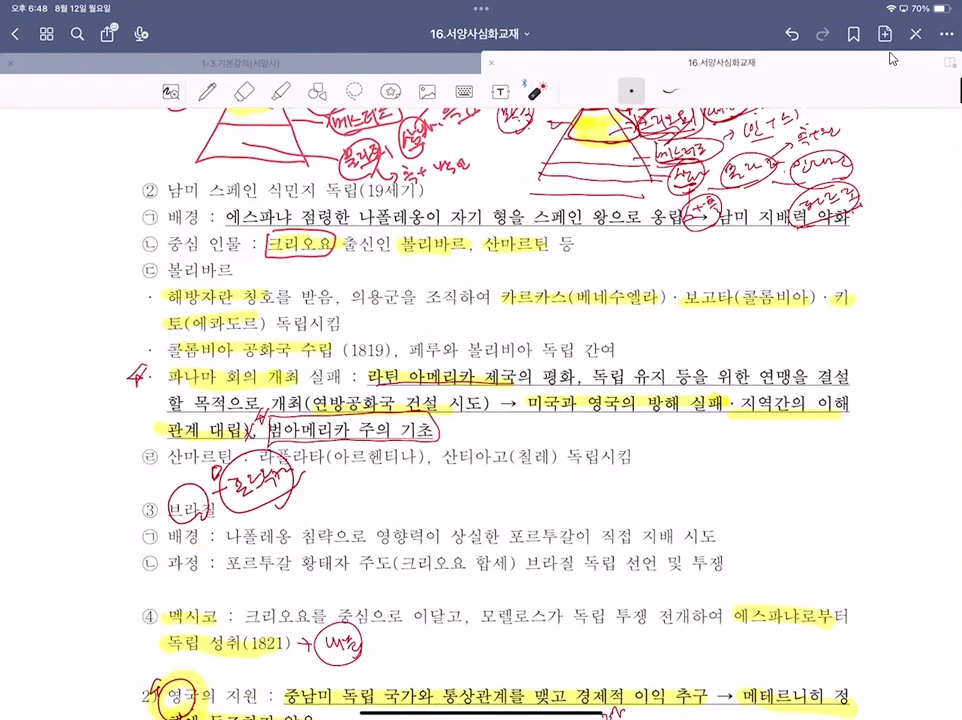 오후 6:48 8월 12일 월요일
70%
16.서양사심화교재
1-3.기본강의(서양사)
16.서양사심화교재
메스티소
물라토
크리오요
메스티소
② 남미 스페인 식민지 독립(19세기)
㉠ 배경 : 에스파냐 점령한 나폴레옹이 자기 형을 스페인 왕으로 옹립 → 남미 지배력 약화
㉡ 중심 인물 : 크리오요 출신인 볼리바르, 산마르틴 등
㉢ 볼리바르
· 해방자란 칭호를 받음, 의용군을 조직하여 카르카스(베네수엘라)·보고타(콜롬비아)·키
토(에콰도르) 독립시킴
· 콜롬비아 공화국 수립 (1819), 페루와 볼리비아 독립 간여
· 파나마 회의 개최 실패 : 라틴 아메리카 제국의 평화, 독립 유지 등을 위한 연맹을 결설
할 목적으로 개최(연방공화국 건설 시도) → 미국과 영국의 방해 실패·지역간의 이해
관계 대립), 범아메리카 주의 기초
㉣ 산마르틴 : 라플라타(아르헨티나), 산티아고(칠레) 독립시킴
③ 브라질
㉠ 배경 : 나폴레옹 침략으로 영향력이 상실한 포르투갈이 직접 지배 시도
㉡ 과정 : 포르투갈 황태자 주도(크리오요 합세) 브라질 독립 선언 및 투쟁
④ 멕시코 : 크리오요를 중심으로 이달고, 모렐로스가 독립 투쟁 전개하여 에스파냐로부터
독립 성취(1821)
2) 영국의 지원 : 중남미 독립 국가와 통상관계를 맺고 경제적 이익 추구 → 메테르니히 정